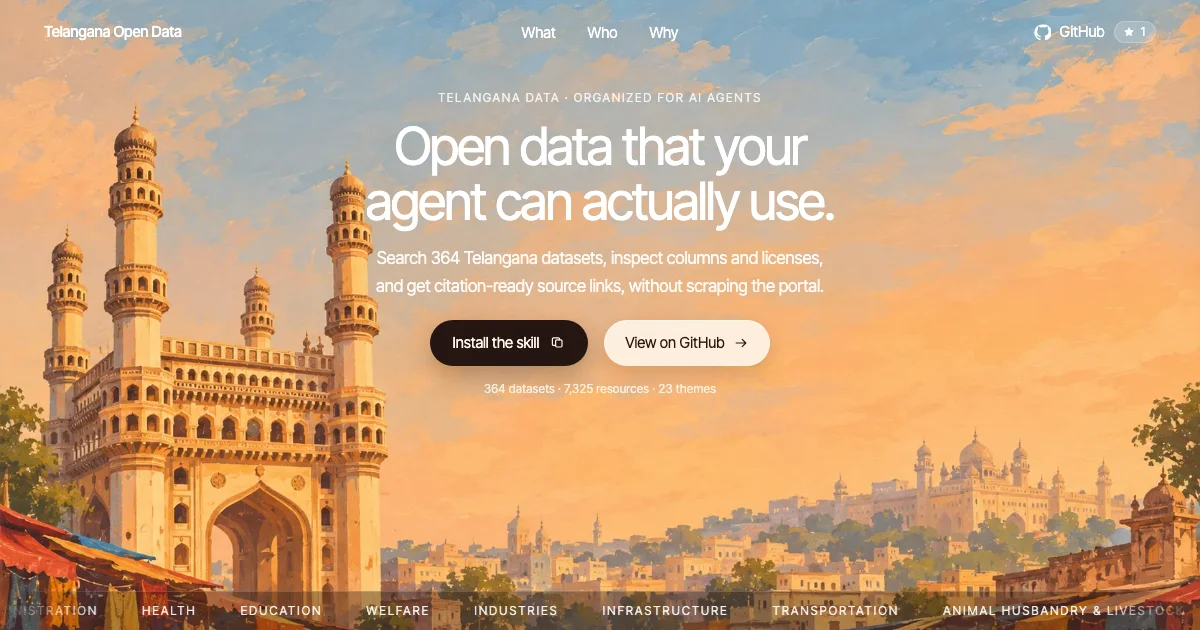 Telangana Open Data
What
Who
Why
GitHub
1
TELANGANA DATA · ORGANIZED FOR AI AGENTS
Open data that your
agent can actually use.
Search 364 Telangana datasets, inspect columns and licenses,
and get citation-ready source links, without scraping the portal.
Install the skill
View on GitHub →
364 datasets · 7,325 resources · 23 themes
HEALTH
EDUCATION
WELFARE
INDUSTRIES
INFRASTRUCTURE
TRANSPORTATION
ANIMAL HUSBANDRY & LIVESTOCK